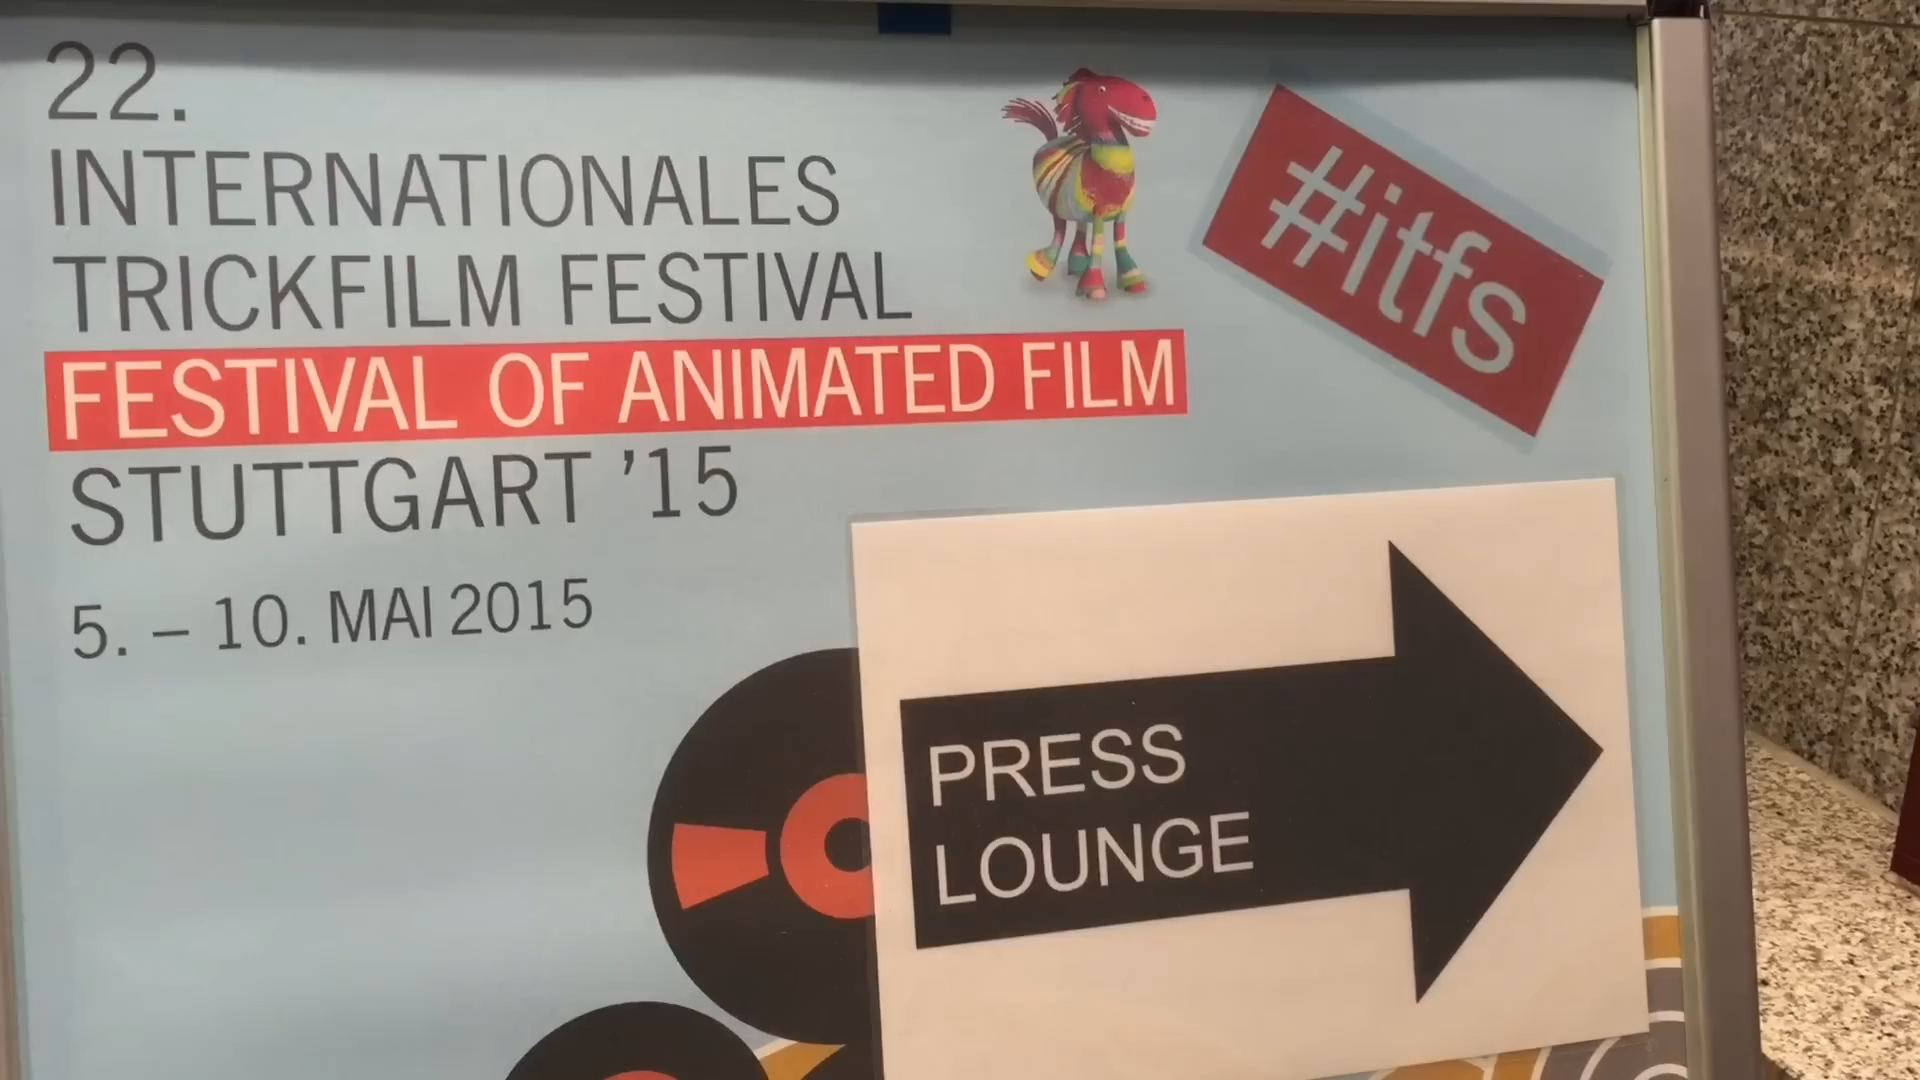 22.
INTERNATIONALES
TRICKFILM FESTIVAL
FESTIVAL OF ANIMATED FILM
STUTTGART '15
5. – 10. MAI 2015
#itfs
PRESS
LOUNGE